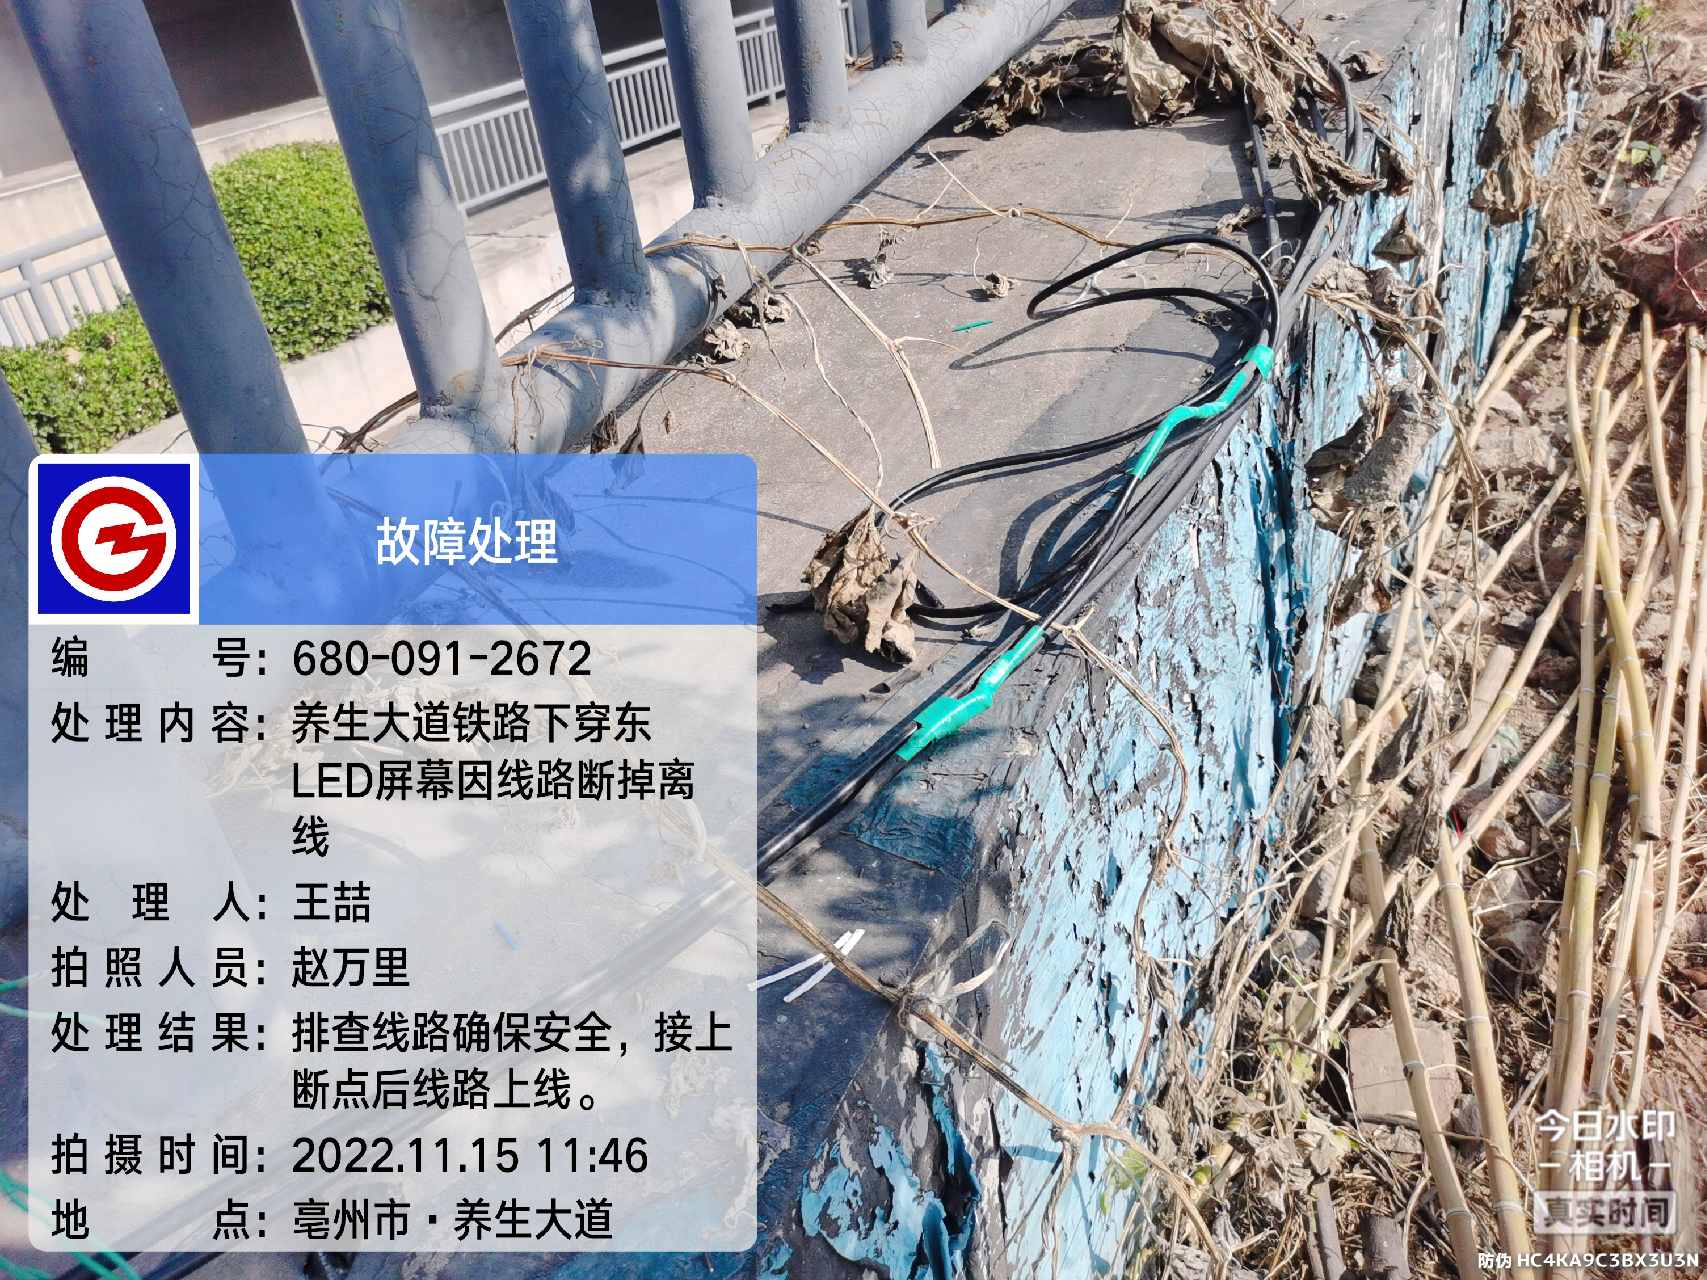 故障处理
编号：680-091-2672
处理内容：养生大道铁路下穿东
LED屏幕因线路断掉离
线
处理人：王喆
拍照人员：赵万里
处理结果：排查线路确保安全，接上
断点后线路上线。
拍摄时间：2022.11.15 11:46
地点：亳州市·养生大道
今日水印
相机
真实时间
防伪 HC4KA9C3BX3U3N